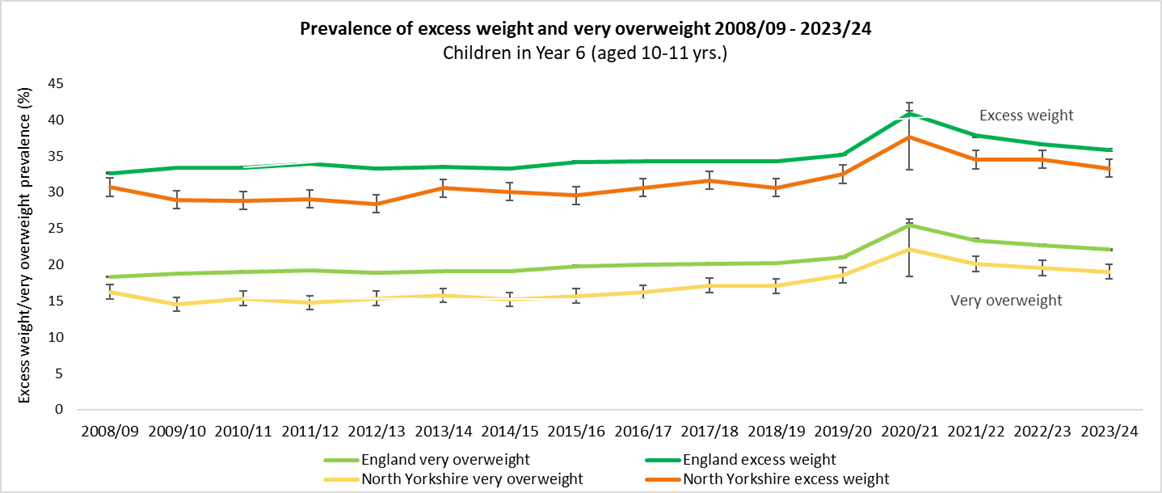 Prevalence of excess weight and very overweight 2008/09 - 2023/24
Children in Year 6 (aged 10-11 yrs.)
Excess weight/very overweight prevalence (%)
45
40
35
30
25
20
15
10
5
0
Excess weight
Very overweight
2008/09 2009/10 2010/11 2011/12 2012/13 2013/14 2014/15 2015/16 2016/17 2017/18 2018/19 2019/20 2020/21 2021/22 2022/23 2023/24
England very overweight England excess weight
North Yorkshire very overweight North Yorkshire excess weight